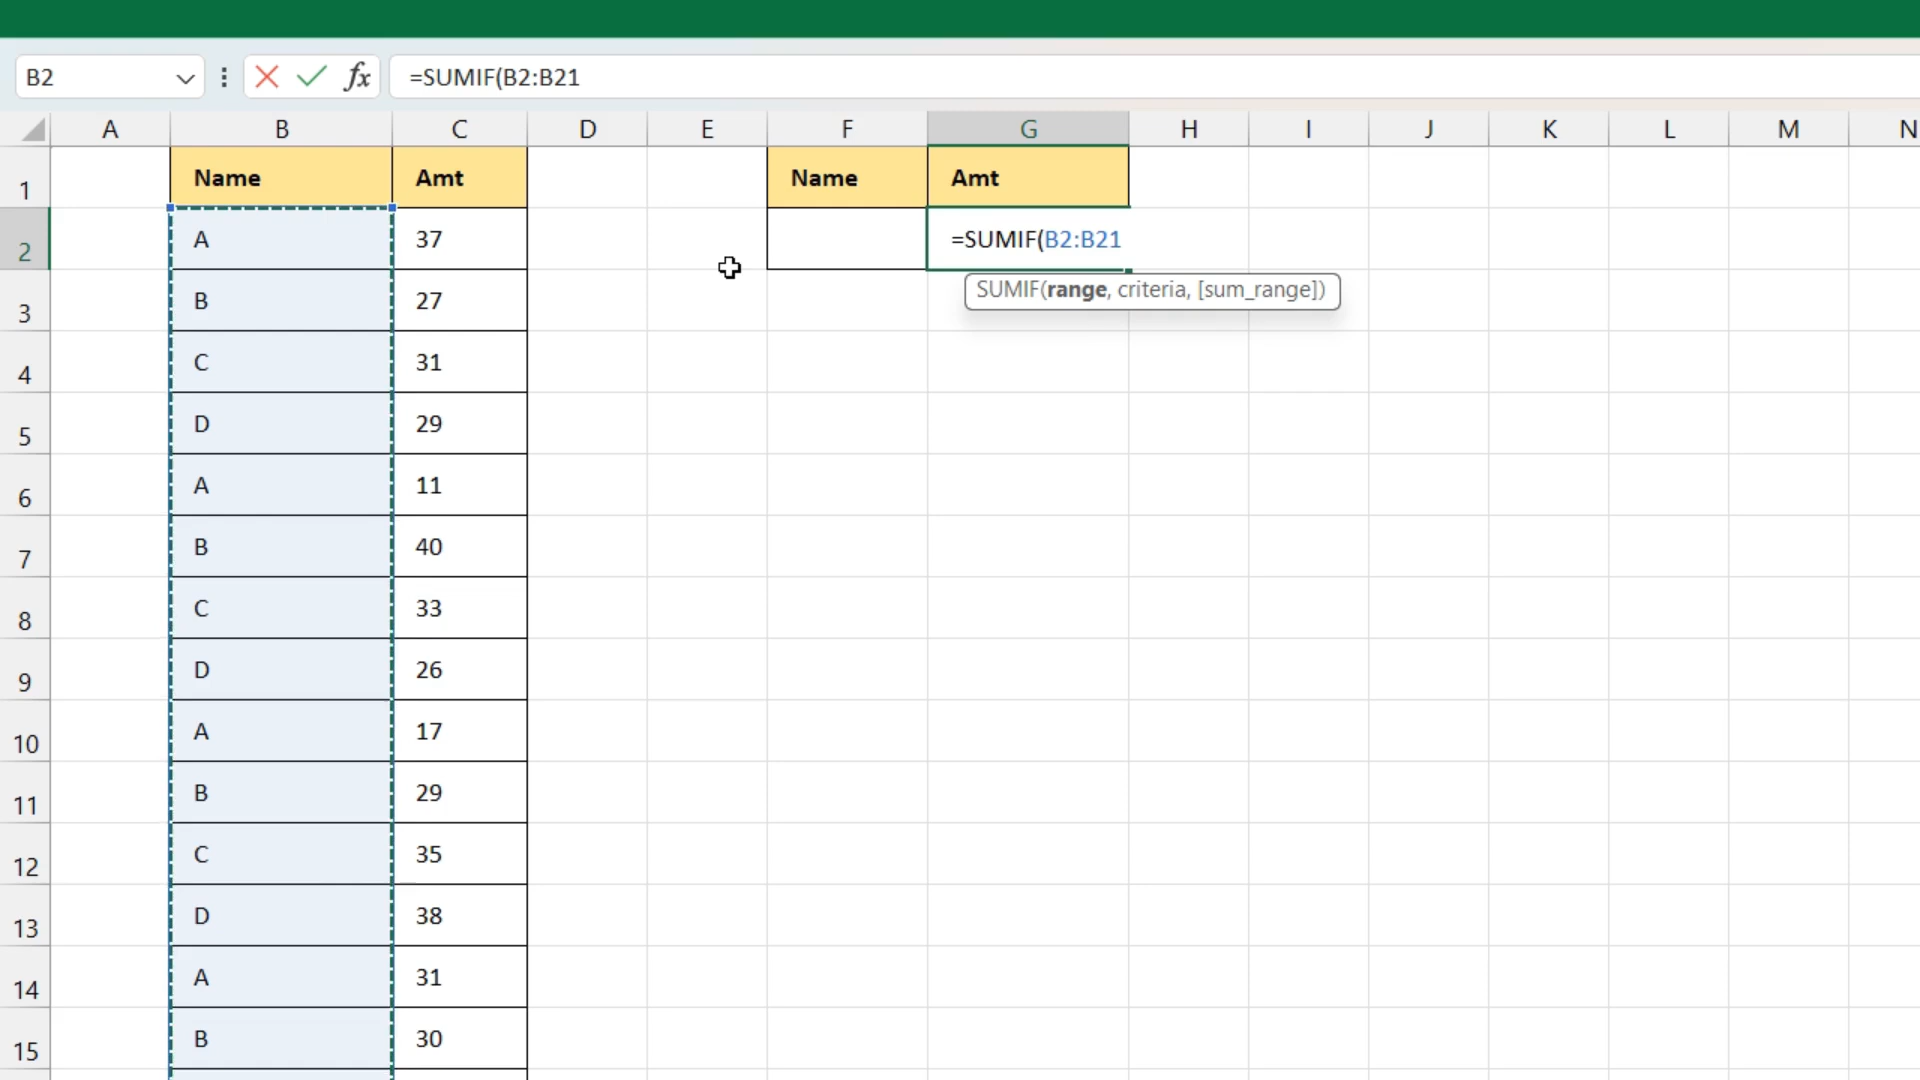 B2 fx =SUMIF(B2:B21
A B C D E F G H I J K L M N
1 Name Amt Name Amt
2 A 37 =SUMIF(B2:B21
SUMIF(range, criteria, [sum_range])
3 B 27
4 C 31
5 D 29
6 A 11
7 B 40
8 C 33
9 D 26
10 A 17
11 B 29
12 C 35
13 D 38
14 A 31
15 B 30